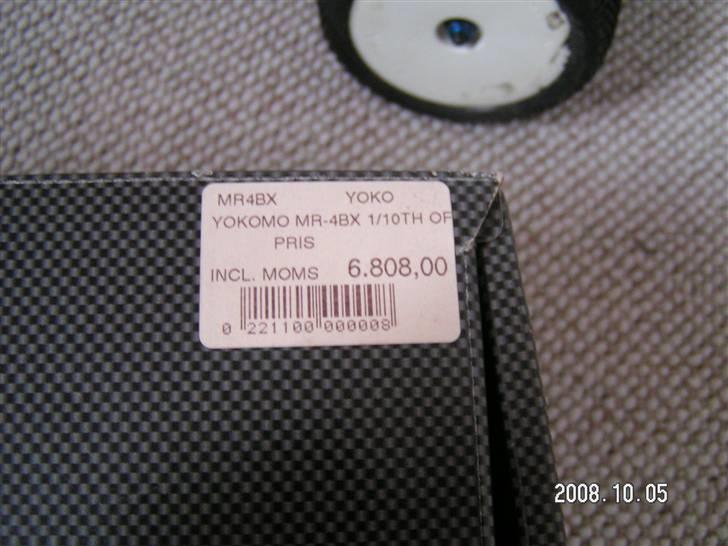 MR4BX YOKO
YOKOMO MR-4BX 1/10TH OF
PRIS
INCL. MOMS 6.808,00
0 221100 000008
2008.10.05